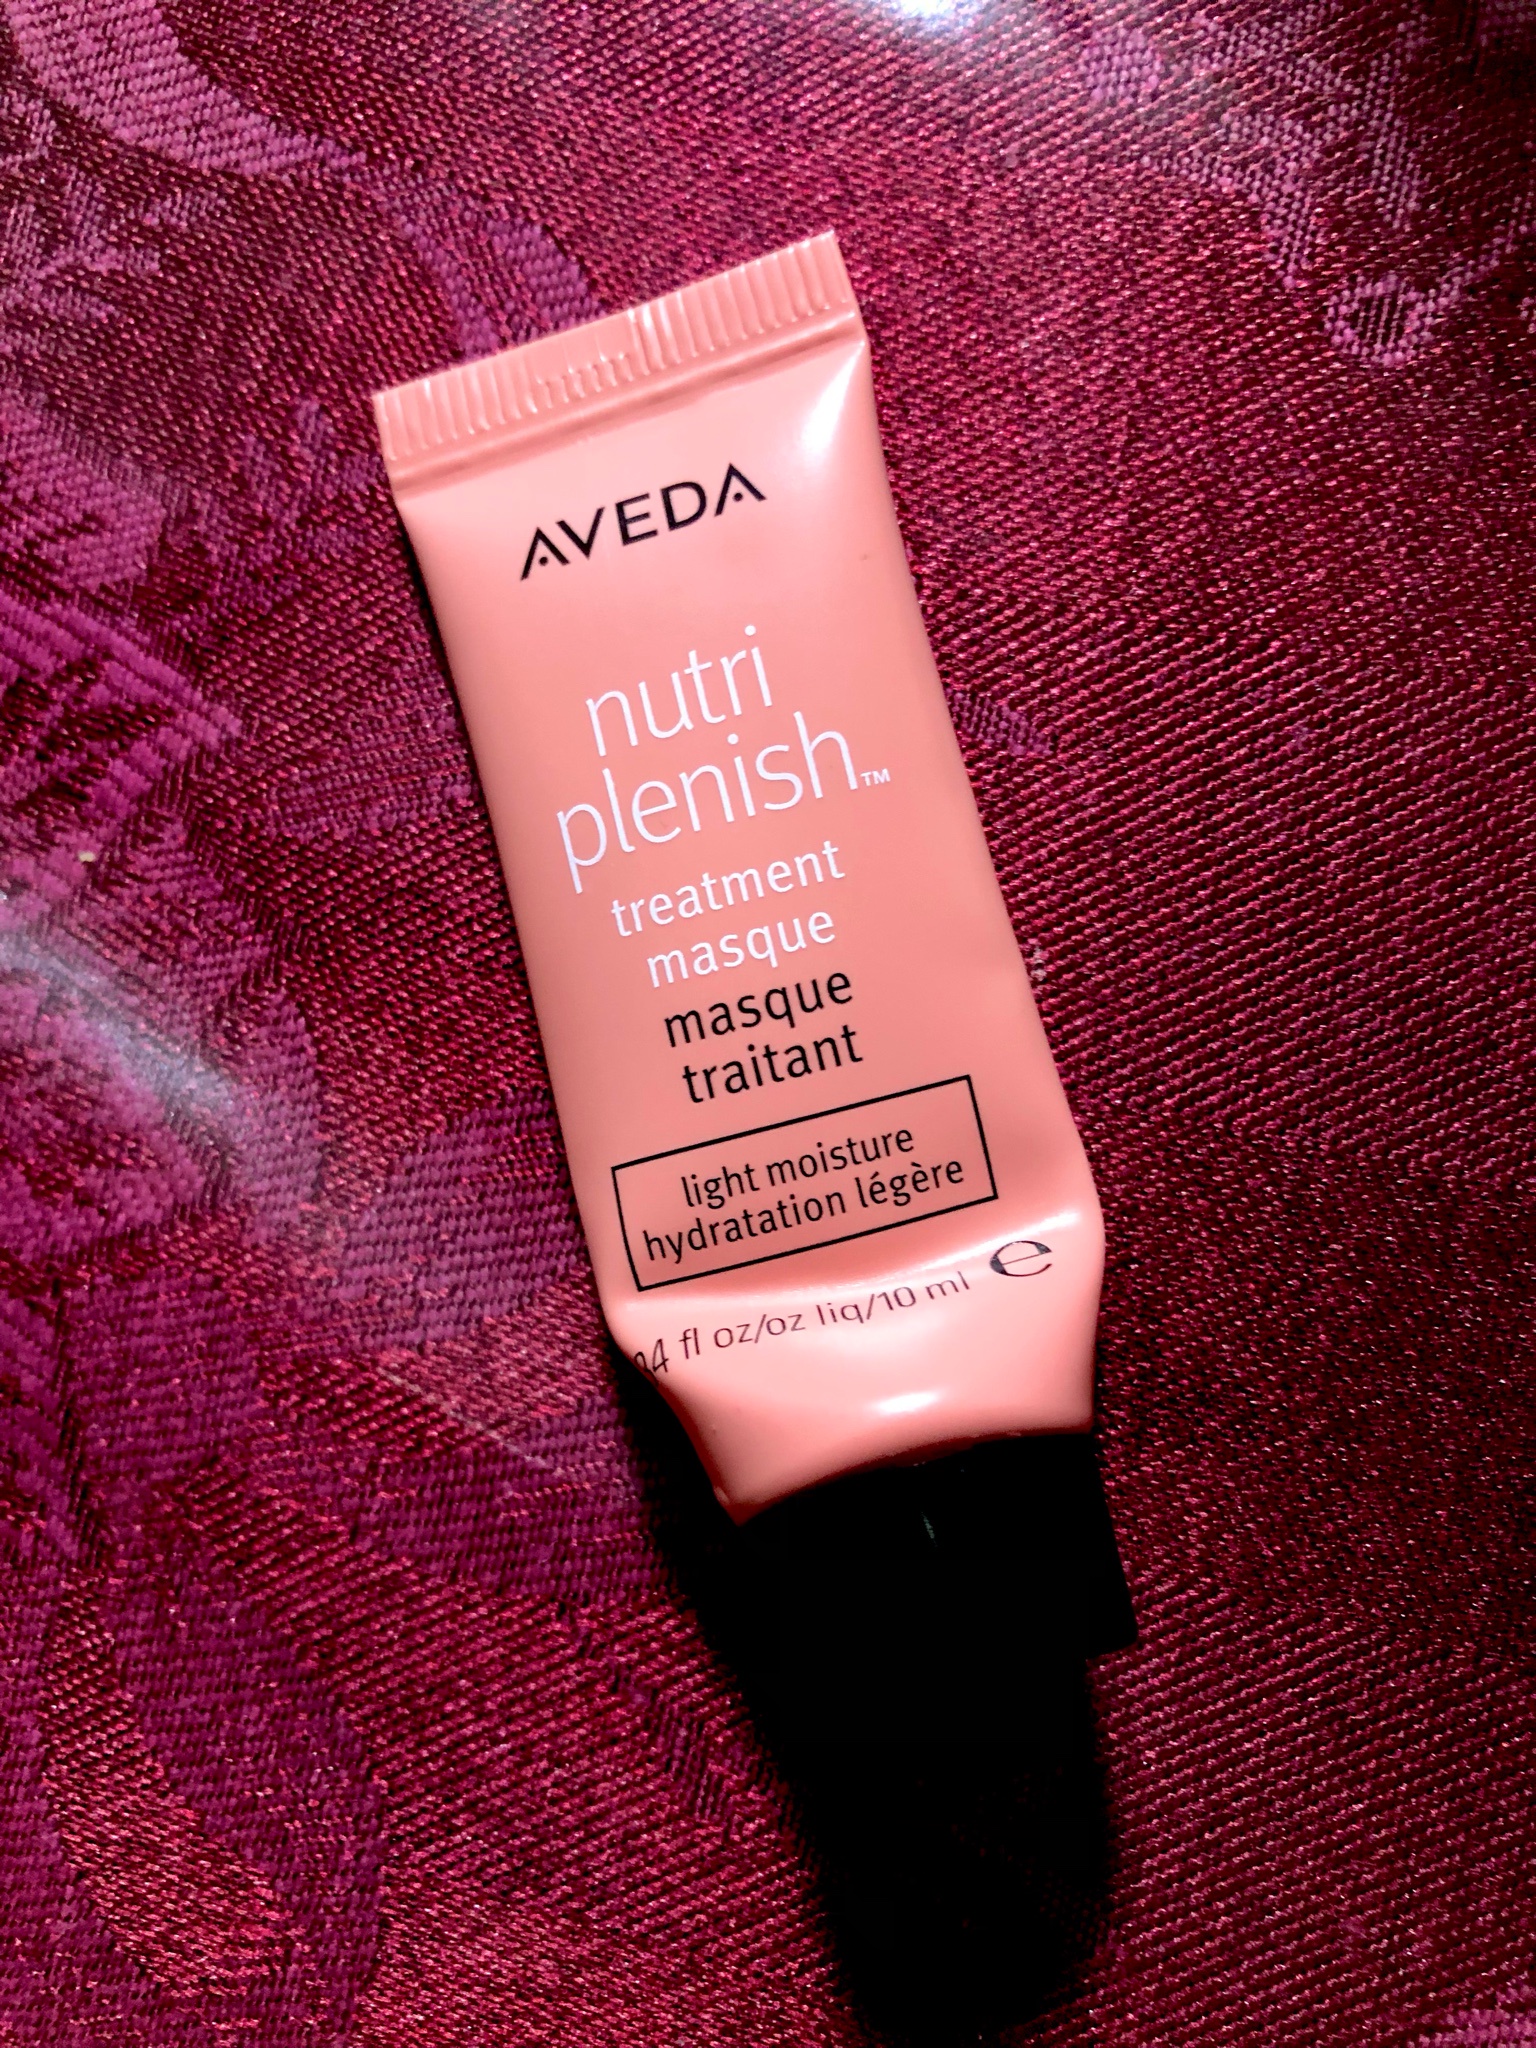 AVEDA
nutri
plenish™
treatment
masque
masque
traitant
light moisture
hydratation légère
fl oz/oz liq/10 ml ℮